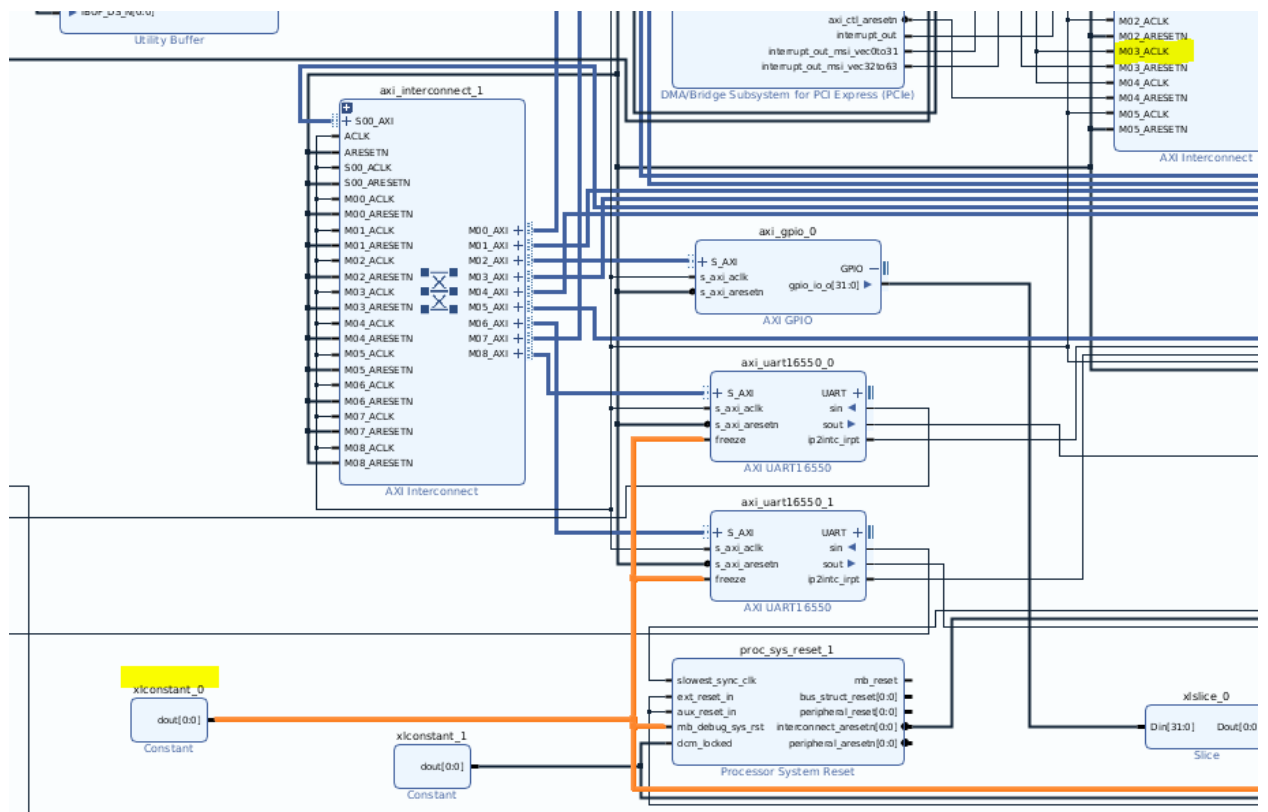 IBUF_DS_N[0:0]
Utility Buffer
axi_ctl_aresetn
interrupt_out
interrupt_out_msi_vec0to31
interrupt_out_msi_vec32to63
DMA/Bridge Subsystem for PCI Express (PCIe)
M02_ACLK
M02_ARESETN
M03_ACLK
M03_ARESETN
M04_ACLK
M04_ARESETN
M05_ACLK
M05_ARESETN
AXI Interconnect
axi_interconnect_1
S00_AXI
ACLK
ARESETN
S00_ACLK
S00_ARESETN
M00_ACLK
M00_ARESETN
M01_ACLK
M01_ARESETN
M02_ACLK
M02_ARESETN
M03_ACLK
M03_ARESETN
M04_ACLK
M04_ARESETN
M05_ACLK
M05_ARESETN
M06_ACLK
M06_ARESETN
M07_ACLK
M07_ARESETN
M08_ACLK
M08_ARESETN
M00_AXI
M01_AXI
M02_AXI
M03_AXI
M04_AXI
M05_AXI
M06_AXI
M07_AXI
M08_AXI
AXI Interconnect
axi_gpio_0
S_AXI
s_axi_aclk
s_axi_aresetn
GPIO
gpio_io_o[31:0]
AXI GPIO
axi_uart16550_0
S_AXI
s_axi_aclk
s_axi_aresetn
freeze
UART
sin
sout
ip2intc_irpt
AXI UART16550
axi_uart16550_1
S_AXI
s_axi_aclk
s_axi_aresetn
freeze
UART
sin
sout
ip2intc_irpt
AXI UART16550
proc_sys_reset_1
slowest_sync_clk
ext_reset_in
aux_reset_in
mb_debug_sys_rst
dcm_locked
mb_reset
bus_struct_reset[0:0]
peripheral_reset[0:0]
interconnect_aresetn[0:0]
peripheral_aresetn[0:0]
Processor System Reset
xlconstant_0
dout[0:0]
Constant
xlconstant_1
dout[0:0]
Constant
xlslice_0
Din[31:0]
Dout[0:0
Slice